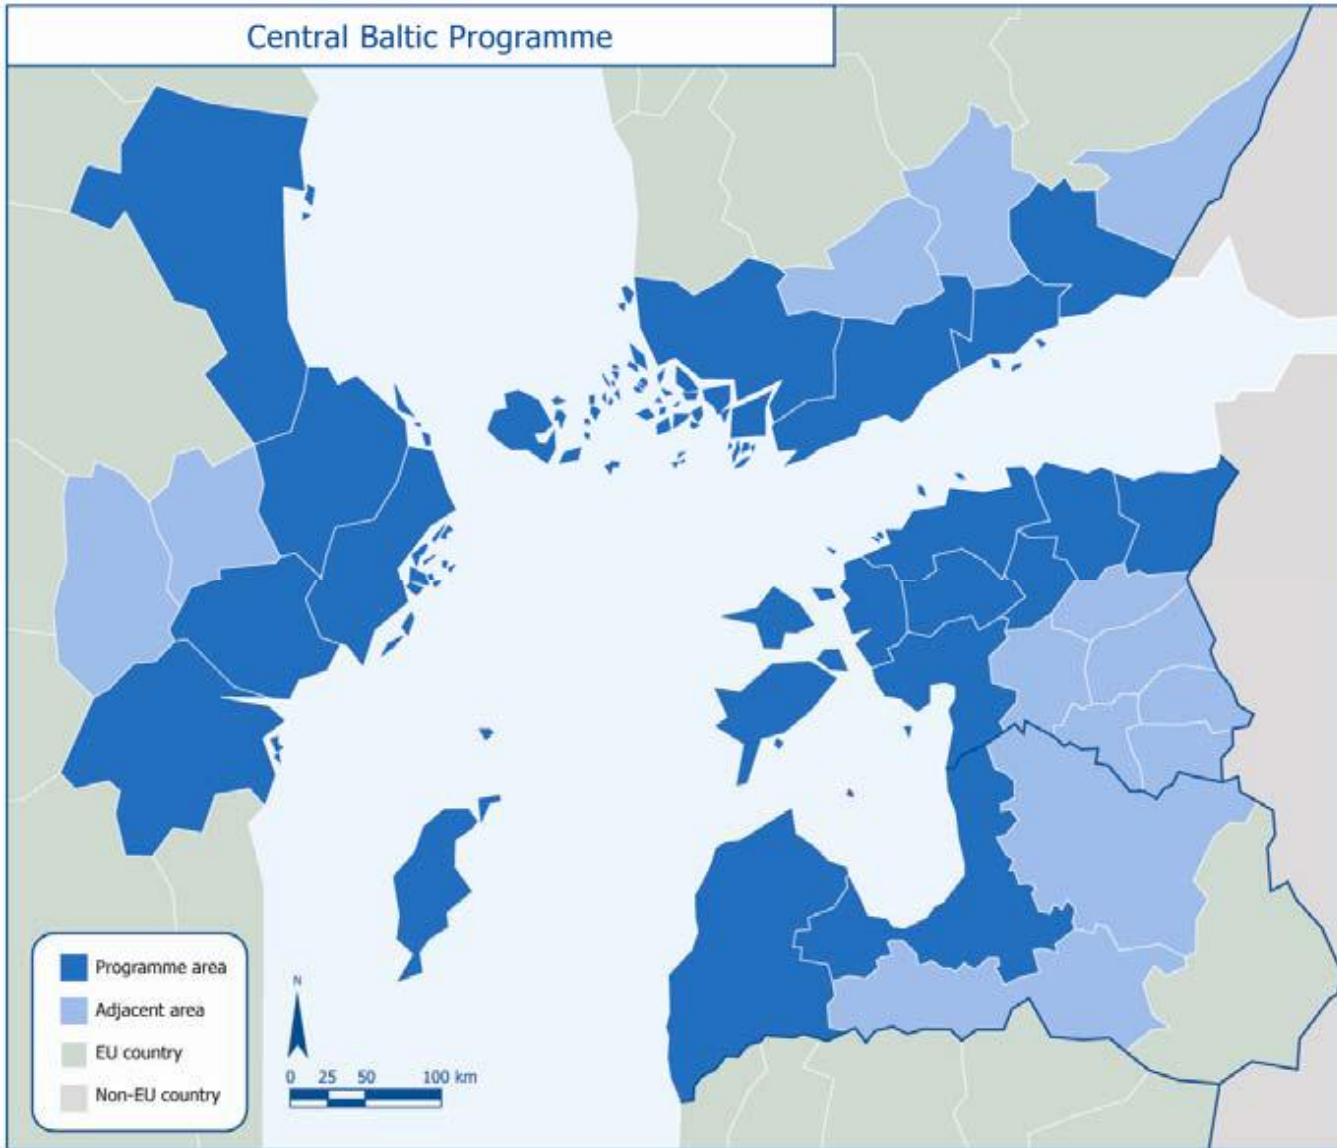 Central Baltic Programme
Programme area
Adjacent area
EU country
Non-EU country
N
0 25 50 100 km